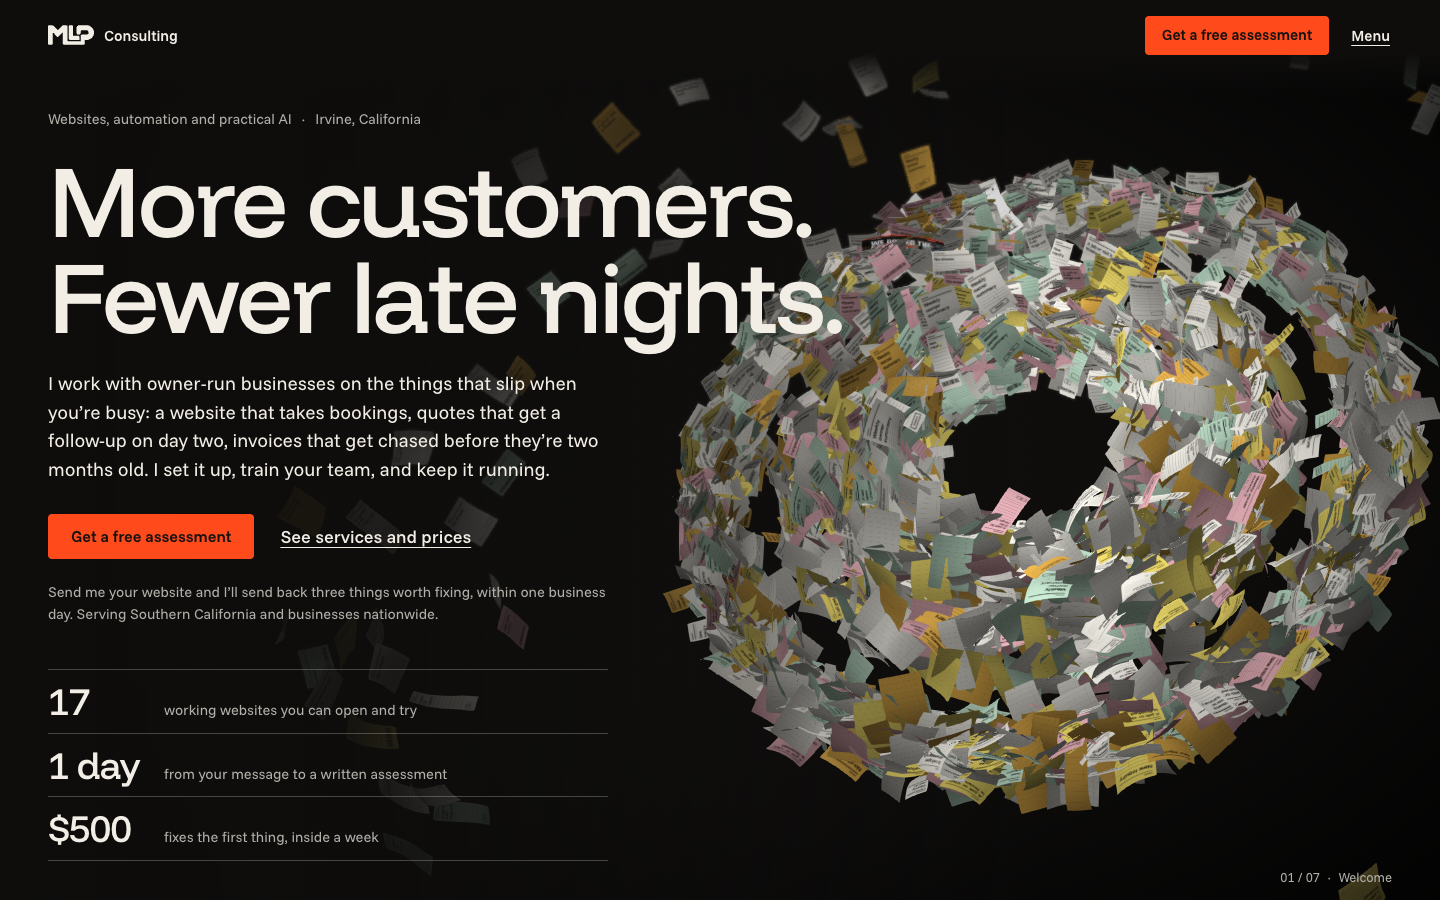 MLP Consulting
Get a free assessment
Menu
Websites, automation and practical AI · Irvine, California
More customers.
Fewer late nights.
I work with owner-run businesses on the things that slip when
you’re busy: a website that takes bookings, quotes that get a
follow-up on day two, invoices that get chased before they’re two
months old. I set it up, train your team, and keep it running.
Get a free assessment
See services and prices
Send me your website and I’ll send back three things worth fixing, within one business
day. Serving Southern California and businesses nationwide.
17
working websites you can open and try
1 day
from your message to a written assessment
$500
fixes the first thing, inside a week
01 / 07 · Welcome